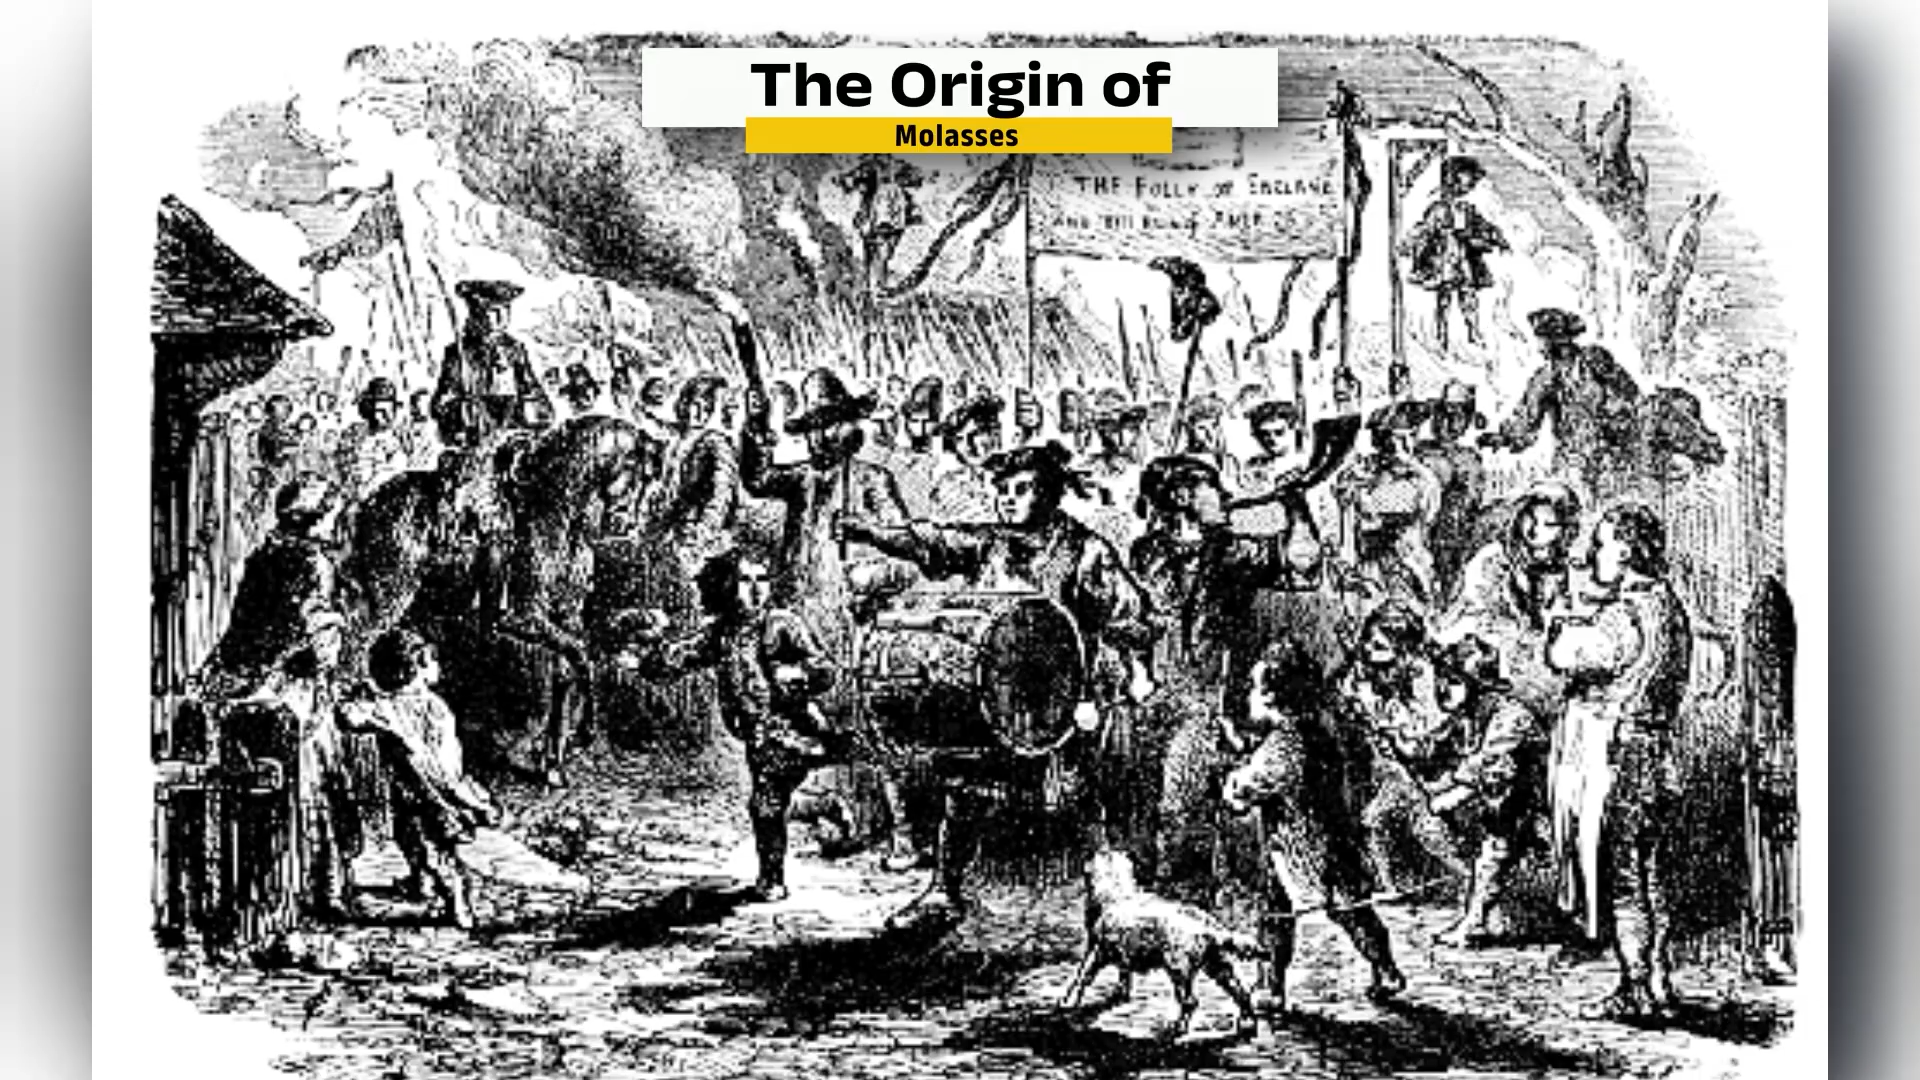 The Origin of
Molasses
THE FOLLY OF ENGLAND